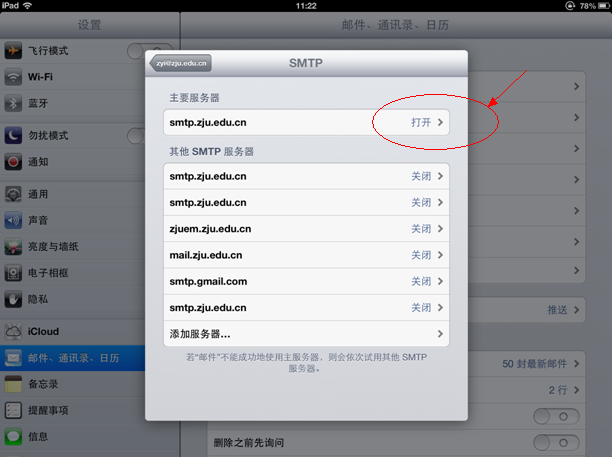 iPad 11:22 78%
设置
邮件、通讯录、日历
飞行模式
Wi-Fi
蓝牙
勿扰模式
通知
通用
声音
亮度与墙纸
电子相框
隐私
iCloud
邮件、通讯录、日历
备忘录
提醒事项
信息
zyi@zju.edu.cn
SMTP
主要服务器
smtp.zju.edu.cn 打开
其他 SMTP 服务器
smtp.zju.edu.cn 关闭
smtp.zju.edu.cn 关闭
zjuem.zju.edu.cn 关闭
mail.zju.edu.cn 关闭
smtp.gmail.com 关闭
smtp.zju.edu.cn 关闭
添加服务器...
若“邮件”不能成功地使用主服务器，则会依次试用其他 SMTP
服务器。
推送
50 封最新邮件
2 行
删除之前先询问